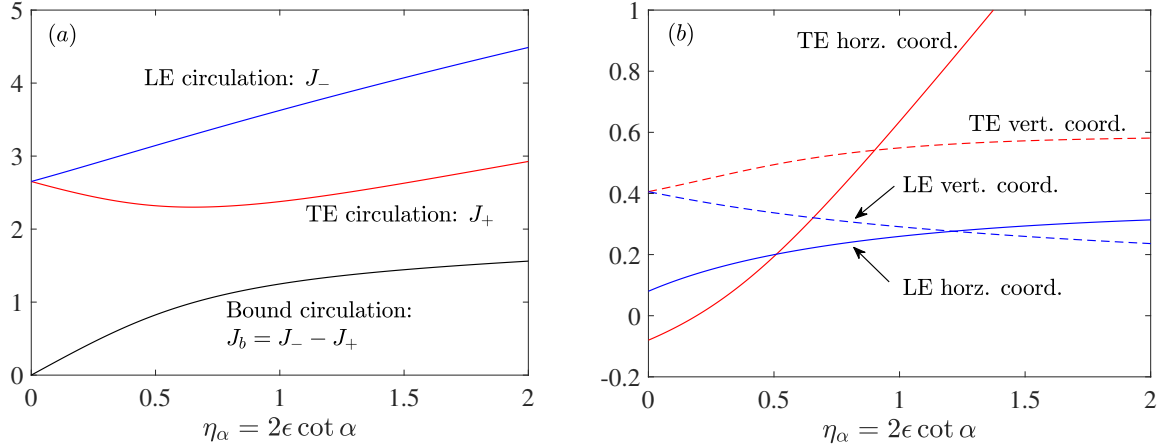 (a)
5
4
3
2
1
0
LE circulation: J₋
TE circulation: J₊
Bound circulation:
J_b = J₋ − J₊
0
0.5
1
1.5
2
η_α = 2ϵ cot α
(b)
1
0.8
0.6
0.4
0.2
0
-0.2
TE horz. coord.
TE vert. coord.
LE vert. coord.
LE horz. coord.
0
0.5
1
1.5
2
η_α = 2ϵ cot α